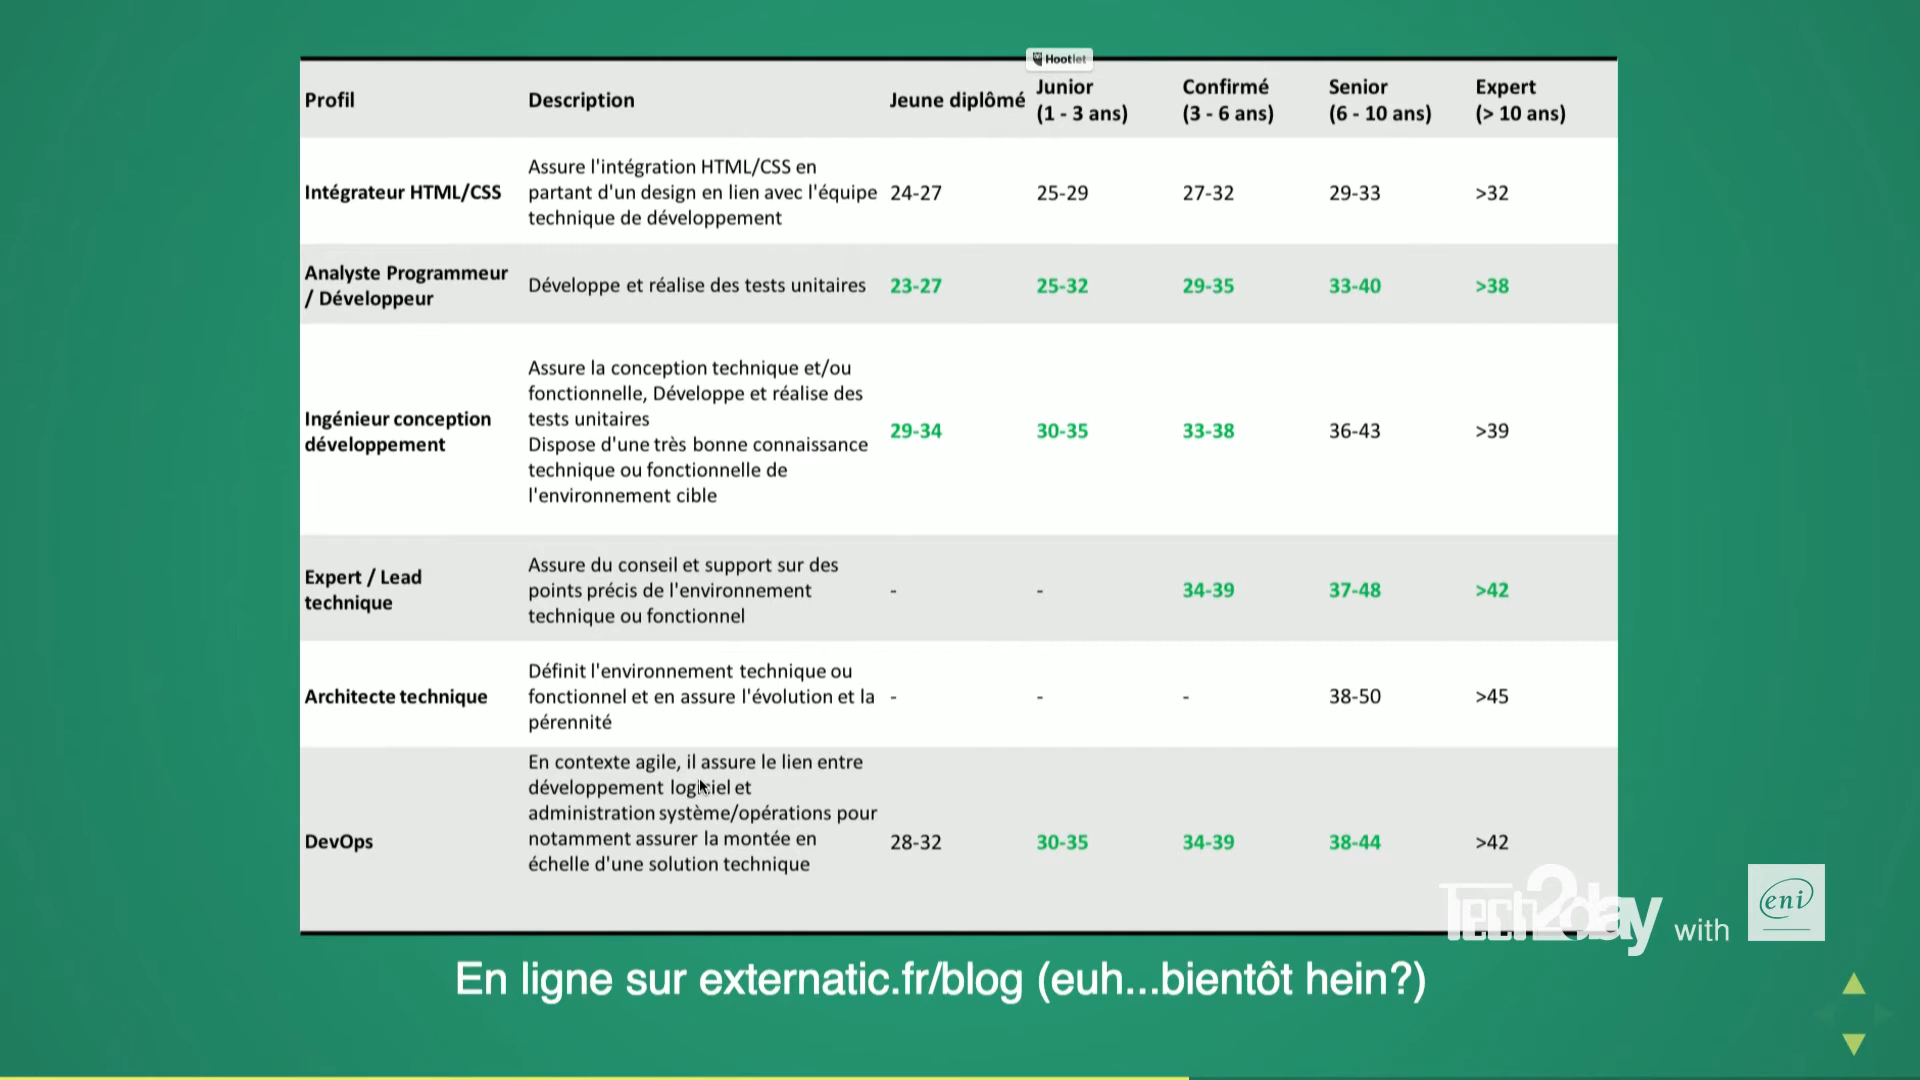 Hootlet
Profil
Description
Jeune diplômé
Junior
(1 - 3 ans)
Confirmé
(3 - 6 ans)
Senior
(6 - 10 ans)
Expert
(> 10 ans)
Intégrateur HTML/CSS
Assure l'intégration HTML/CSS en
partant d'un design en lien avec l'équipe
technique de développement
24-27
25-29
27-32
29-33
>32
Analyste Programmeur
/ Développeur
Développe et réalise des tests unitaires
23-27
25-32
29-35
33-40
>38
Ingénieur conception
développement
Assure la conception technique et/ou
fonctionnelle, Développe et réalise des
tests unitaires
Dispose d'une très bonne connaissance
technique ou fonctionnelle de
l'environnement cible
29-34
30-35
33-38
36-43
>39
Expert / Lead
technique
Assure du conseil et support sur des
points précis de l'environnement
technique ou fonctionnel
-
-
34-39
37-48
>42
Architecte technique
Définit l'environnement technique ou
fonctionnel et en assure l'évolution et la
pérennité
-
-
-
38-50
>45
DevOps
En contexte agile, il assure le lien entre
développement logiciel et
administration système/opérations pour
notamment assurer la montée en
échelle d'une solution technique
28-32
30-35
34-39
38-44
>42
Tech2day with eni
En ligne sur externatic.fr/blog (euh...bientôt hein?)